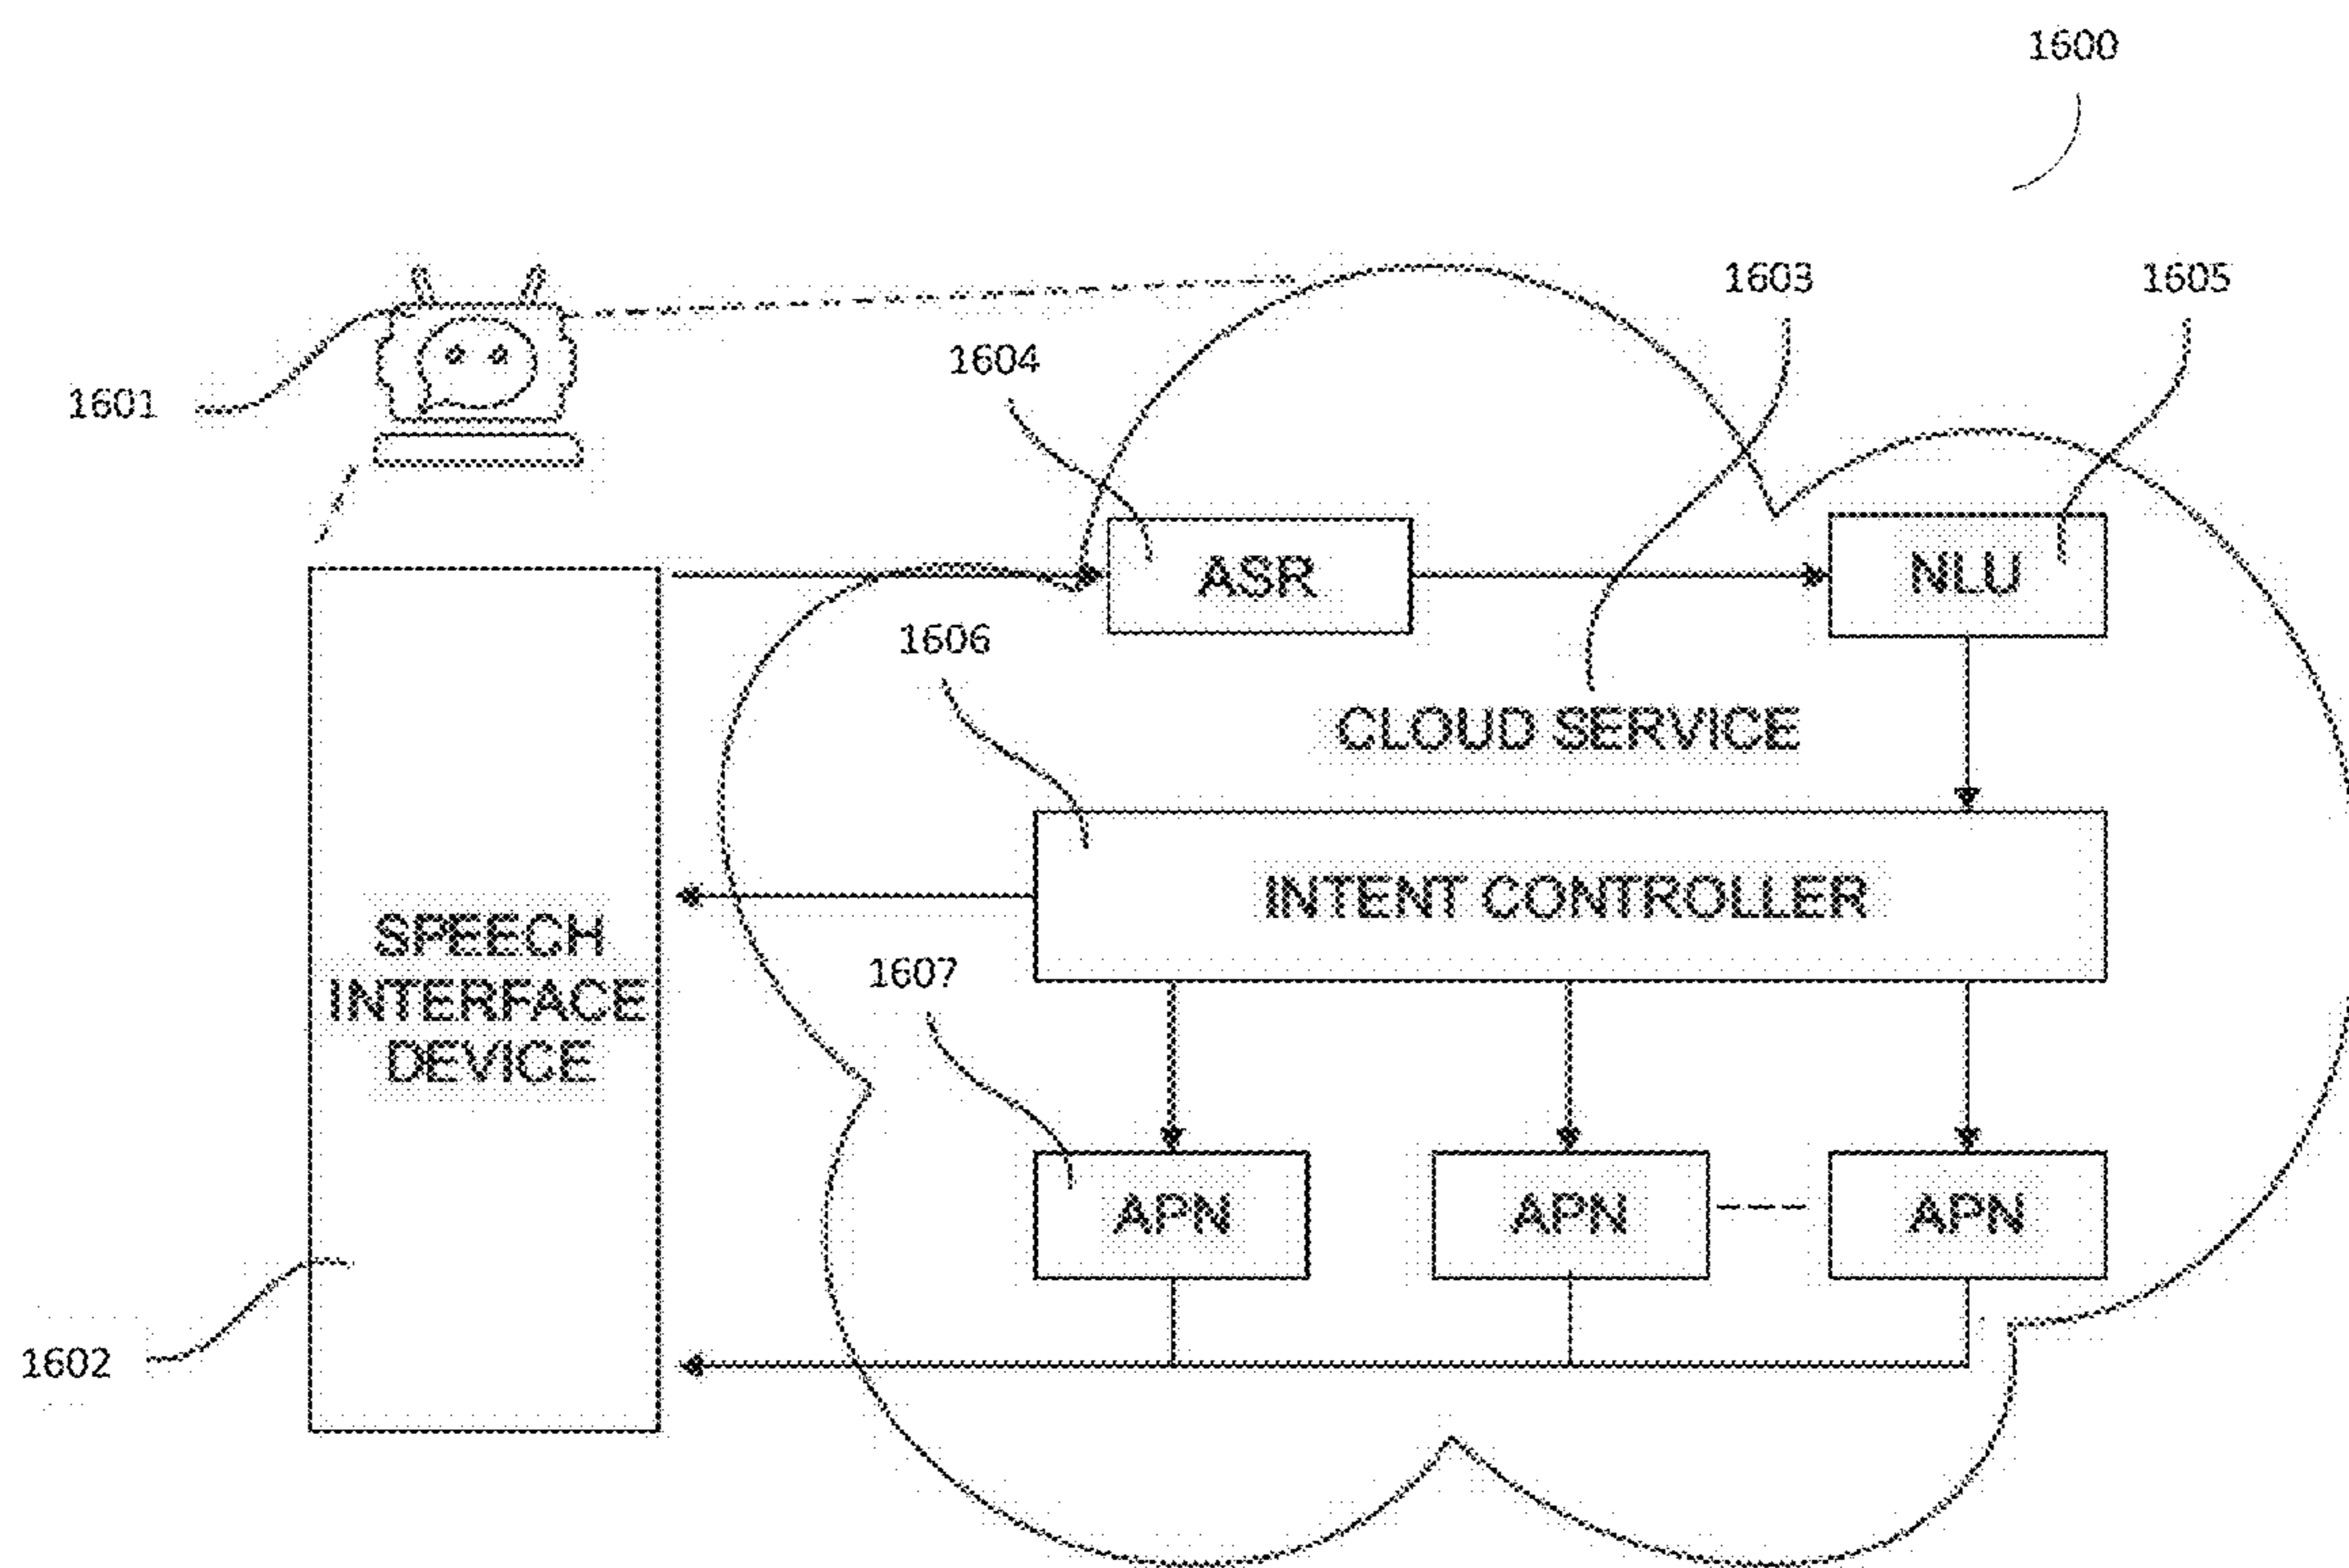 1600
1603
1605
1604
1601
ASR
NLU
1606
CLOUD SERVICE
INTENT CONTROLLER
SPEECH
INTERFACE
DEVICE
1607
APN
APN
APN
1602